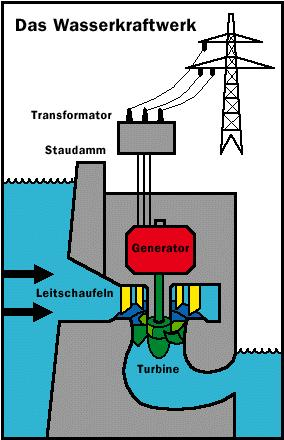 Das Wasserkraftwerk
Transformator
Staudamm
Generator
Leitschaufeln
Turbine